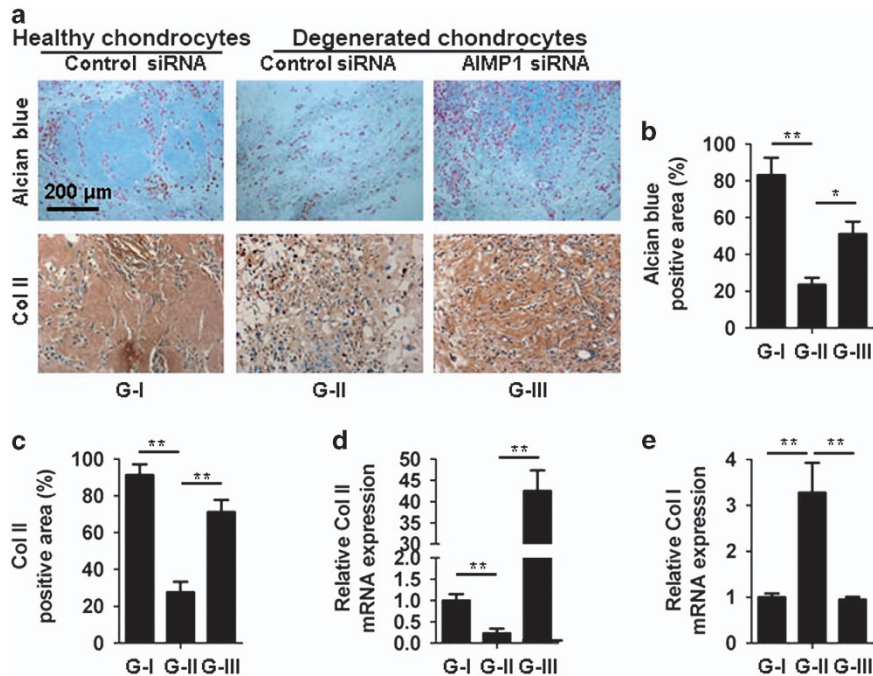 a
Healthy chondrocytes
Degenerated chondrocytes
Control siRNA
Control siRNA
AIMP1 siRNA
Alcian blue
200 µm
Col II
G-I
G-II
G-III
b
Alcian blue
positive area (%)
100
80
60
40
20
0
**
*
G-I
G-II
G-III
c
Col II
positive area (%)
100
80
60
40
20
0
**
**
G-I
G-II
G-III
d
Relative Col II
mRNA expression
50
45
40
35
30
2.0
1.5
1.0
0.5
0.0
**
**
G-I
G-II
G-III
e
Relative Col I
mRNA expression
4
3
2
1
0
**
**
G-I
G-II
G-III